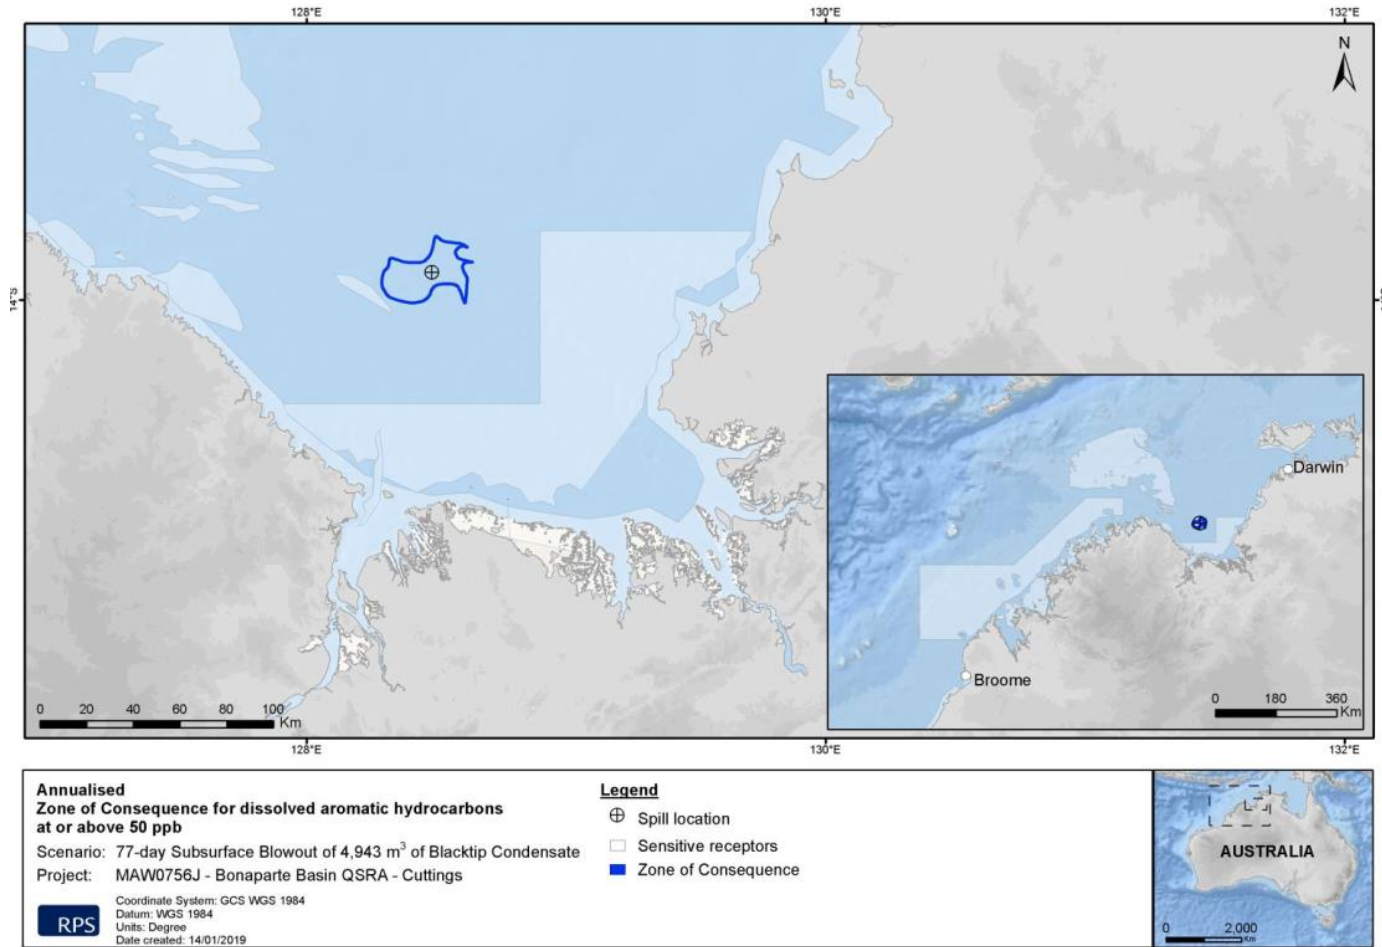 128°E
130°E
132°E
N
14°S
Darwin
Broome
0 180 360
Km
0 20 40 60 80 100
Km
128°E
130°E
132°E
Annualised
Zone of Consequence for dissolved aromatic hydrocarbons
at or above 50 ppb
Scenario: 77-day Subsurface Blowout of 4,943 m³ of Blacktip Condensate
Project: MAW0756J - Bonaparte Basin QSRA - Cuttings
RPS
Coordinate System: GCS WGS 1984
Datum: WGS 1984
Units: Degree
Date created: 14/01/2019
Legend
Spill location
Sensitive receptors
Zone of Consequence
AUSTRALIA
0 2,000
Km